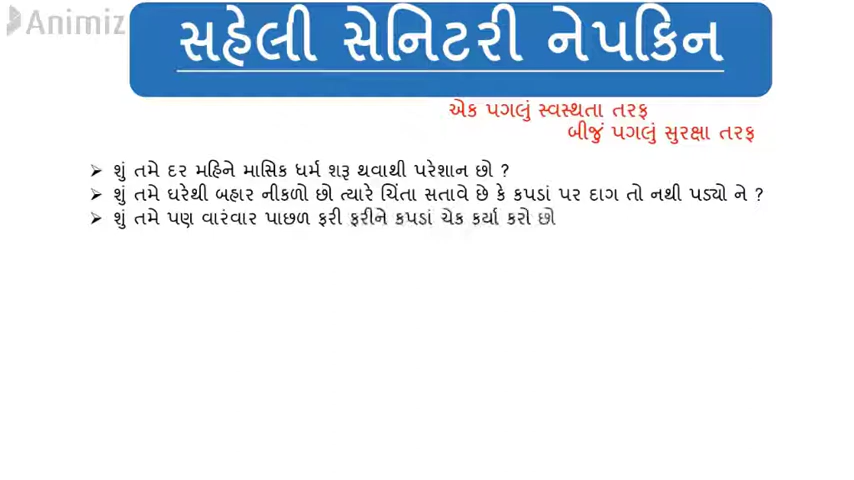 Animiz
સહેલી સેનિટરી નેપકિન
એક પગલું સ્વસ્થતા તરફ
બીજું પગલું સુરક્ષા તરફ
➢ શું તમે દર મહિને માસિક ધર્મ શરૂ થવાથી પરેશાન છો ?
➢ શું તમે ઘરેથી બહાર નીકળો છો ત્યારે ચિંતા સતાવે છે કે કપડાં પર દાગ તો નથી પડ્યો ને ?
➢ શું તમે પણ વારંવાર પાછળ ફરી ફરીને કપડાં ચેક કર્યા કરો છો